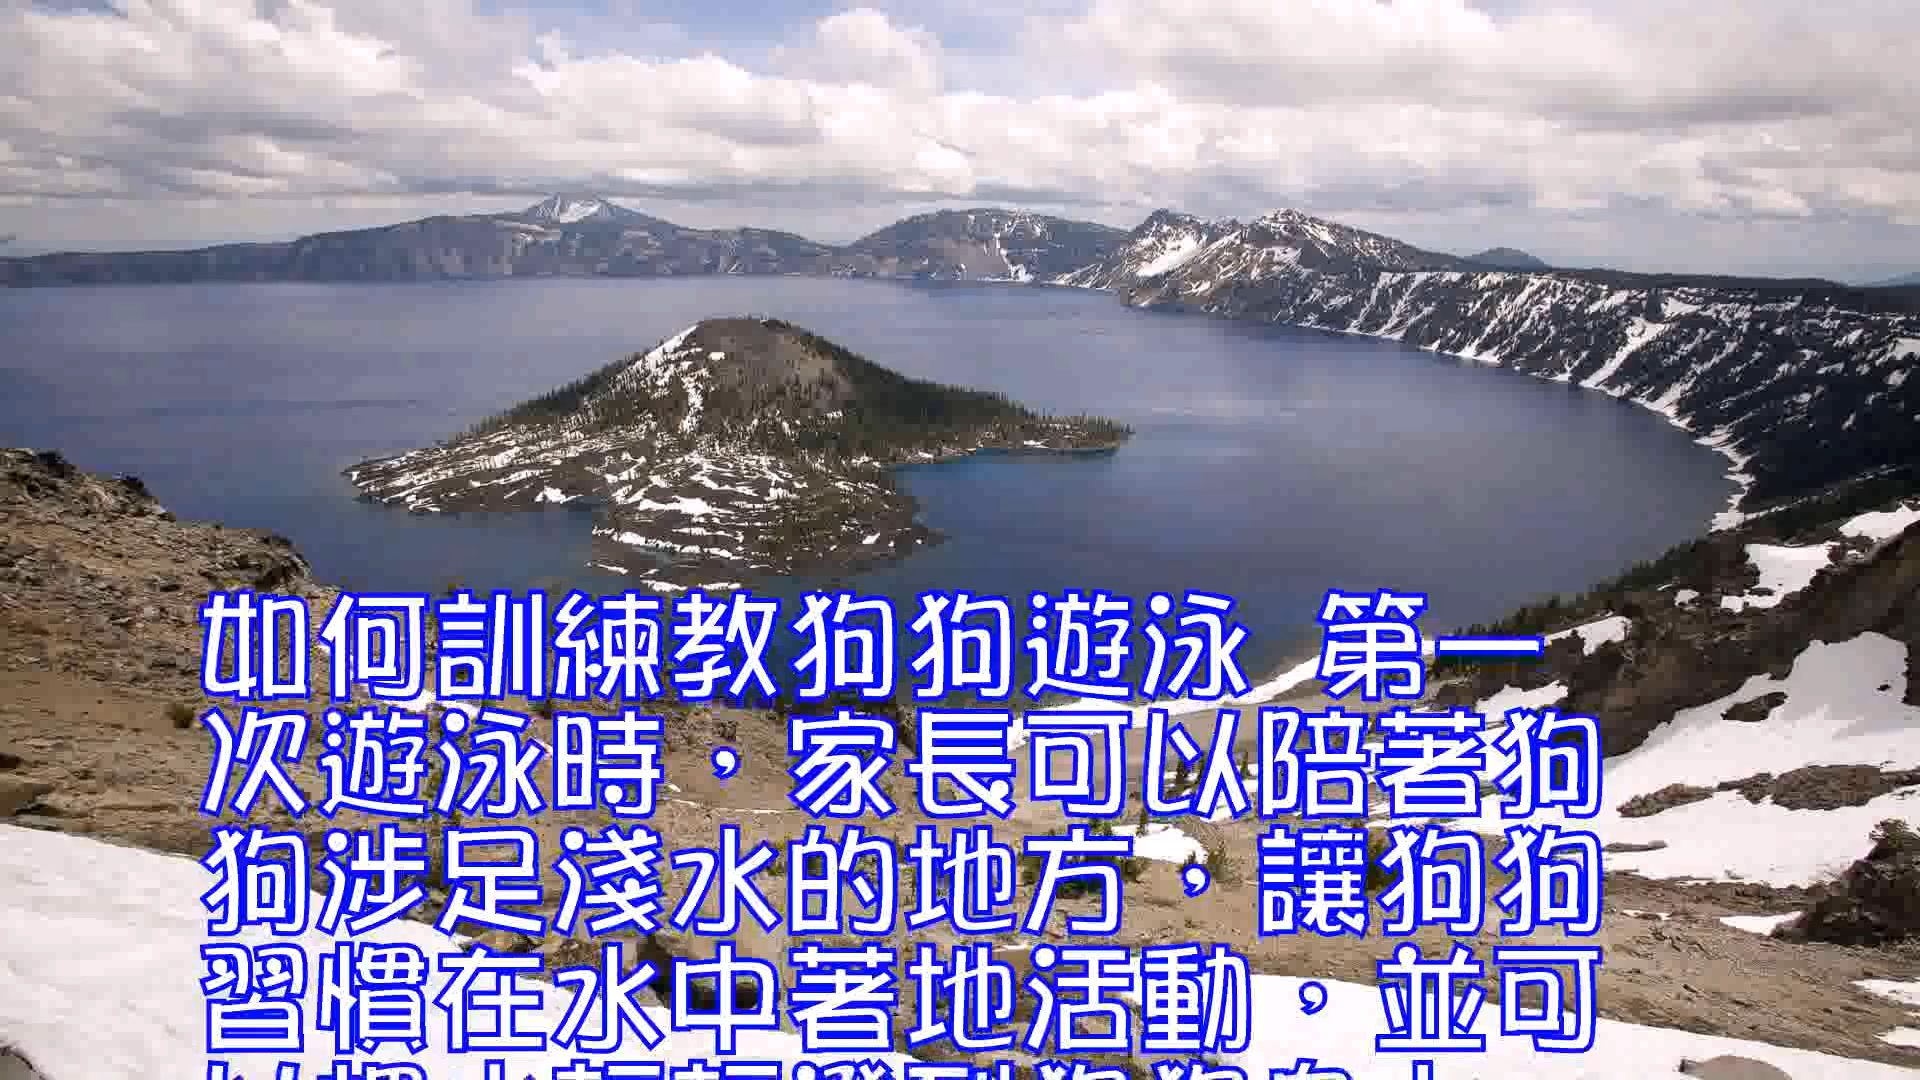 如何訓練教狗狗遊泳 第一
次遊泳時，家長可以陪著狗
狗涉足淺水的地方，讓狗狗
習慣在水中著地活動，並可